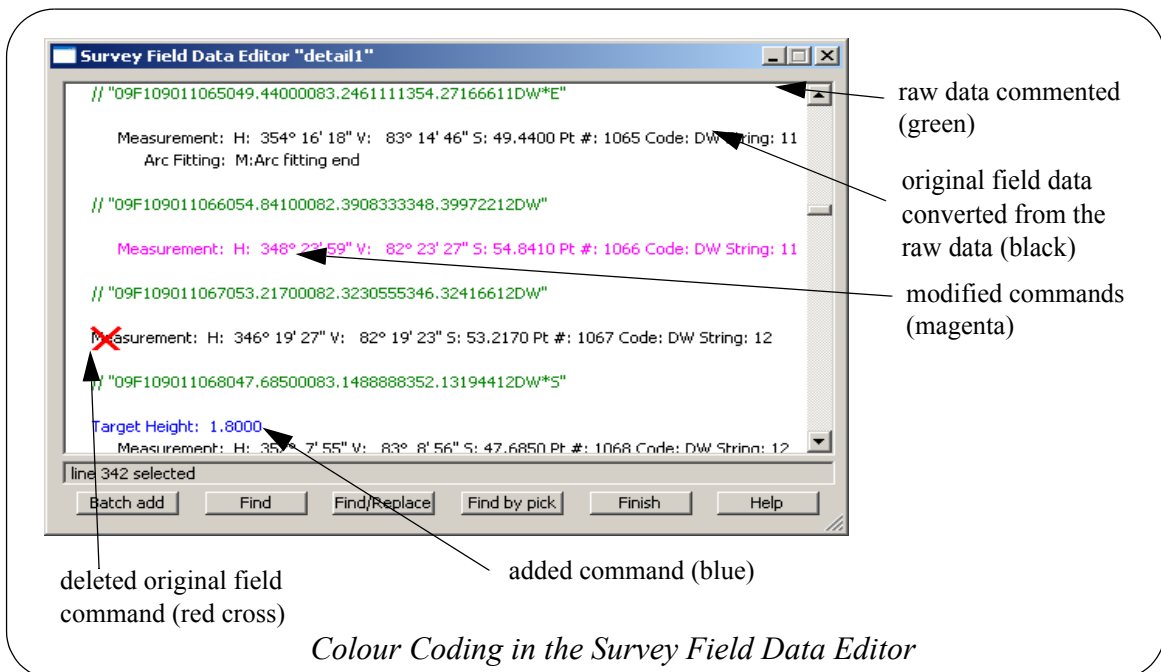 Survey Field Data Editor "detail1"
// "09F109011065049.44000083.2461111354.27166611DW*E"
raw data commented
(green)
Measurement: H: 354° 16' 18" V: 83° 14' 46" S: 49.4400 Pt #: 1065 Code: DW String: 11
Arc Fitting: M:Arc fitting end
original field data
converted from the
raw data (black)
// "09F109011066054.84100082.3908333348.39972212DW"
Measurement: H: 348° 23' 59" V: 82° 23' 27" S: 54.8410 Pt #: 1066 Code: DW String: 11
// "09F109011067053.21700082.3230555346.32416612DW"
modified commands
(magenta)
Measurement: H: 346° 19' 27" V: 82° 19' 23" S: 53.2170 Pt #: 1067 Code: DW String: 12
// "09F109011068047.68500083.1488888352.13194412DW*S"
Target Height: 1.8000
Measurement: H: 352° 7' 55" V: 83° 8' 56" S: 47.6850 Pt #: 1068 Code: DW String: 12
line 342 selected
Batch add Find Find/Replace Find by pick Finish Help
deleted original field
command (red cross)
added command (blue)
Colour Coding in the Survey Field Data Editor